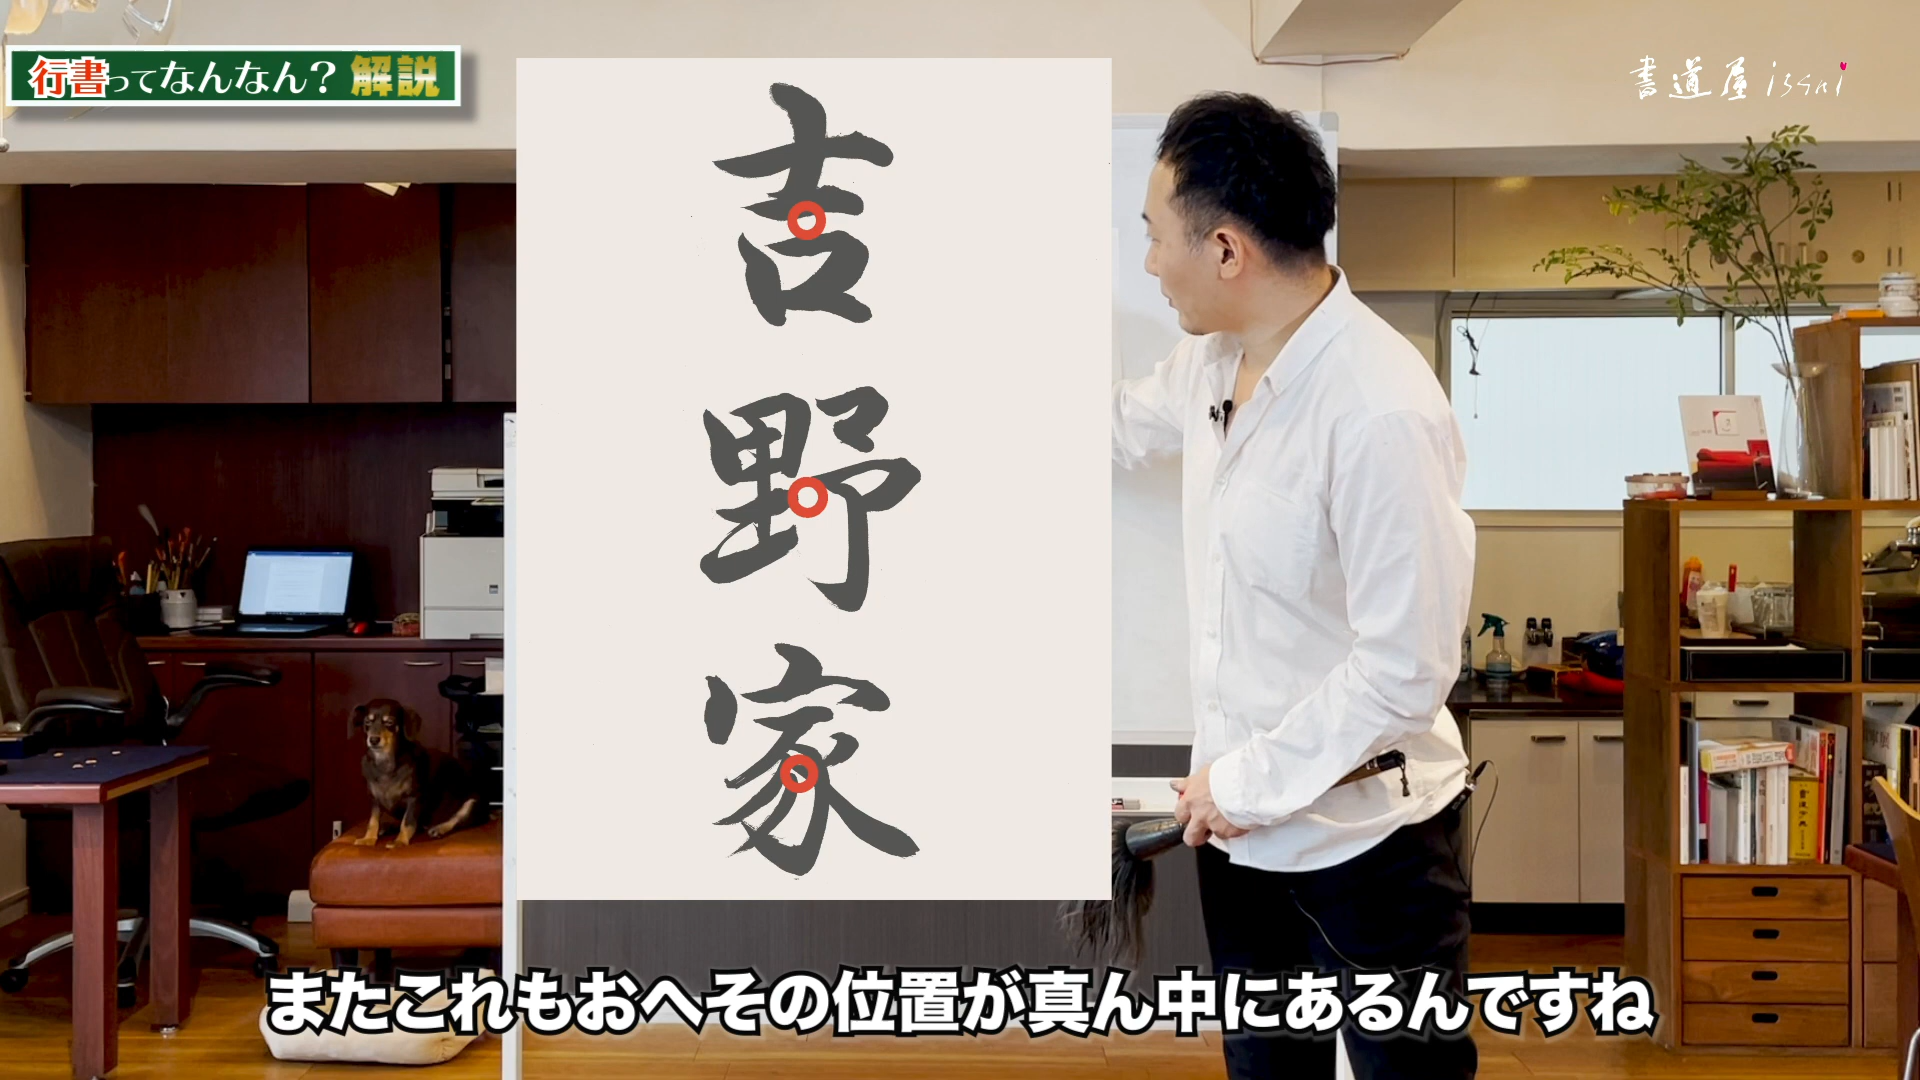 行書ってなんなん？解説
書道屋issai
吉野家
またこれもおへその位置が真ん中にあるんですね